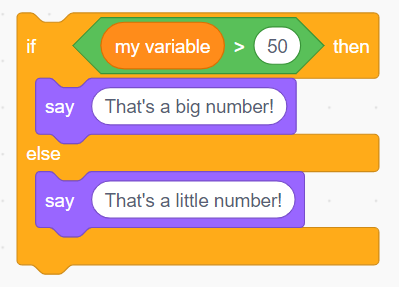 if my variable > 50 then
say That's a big number!
else
say That's a little number!